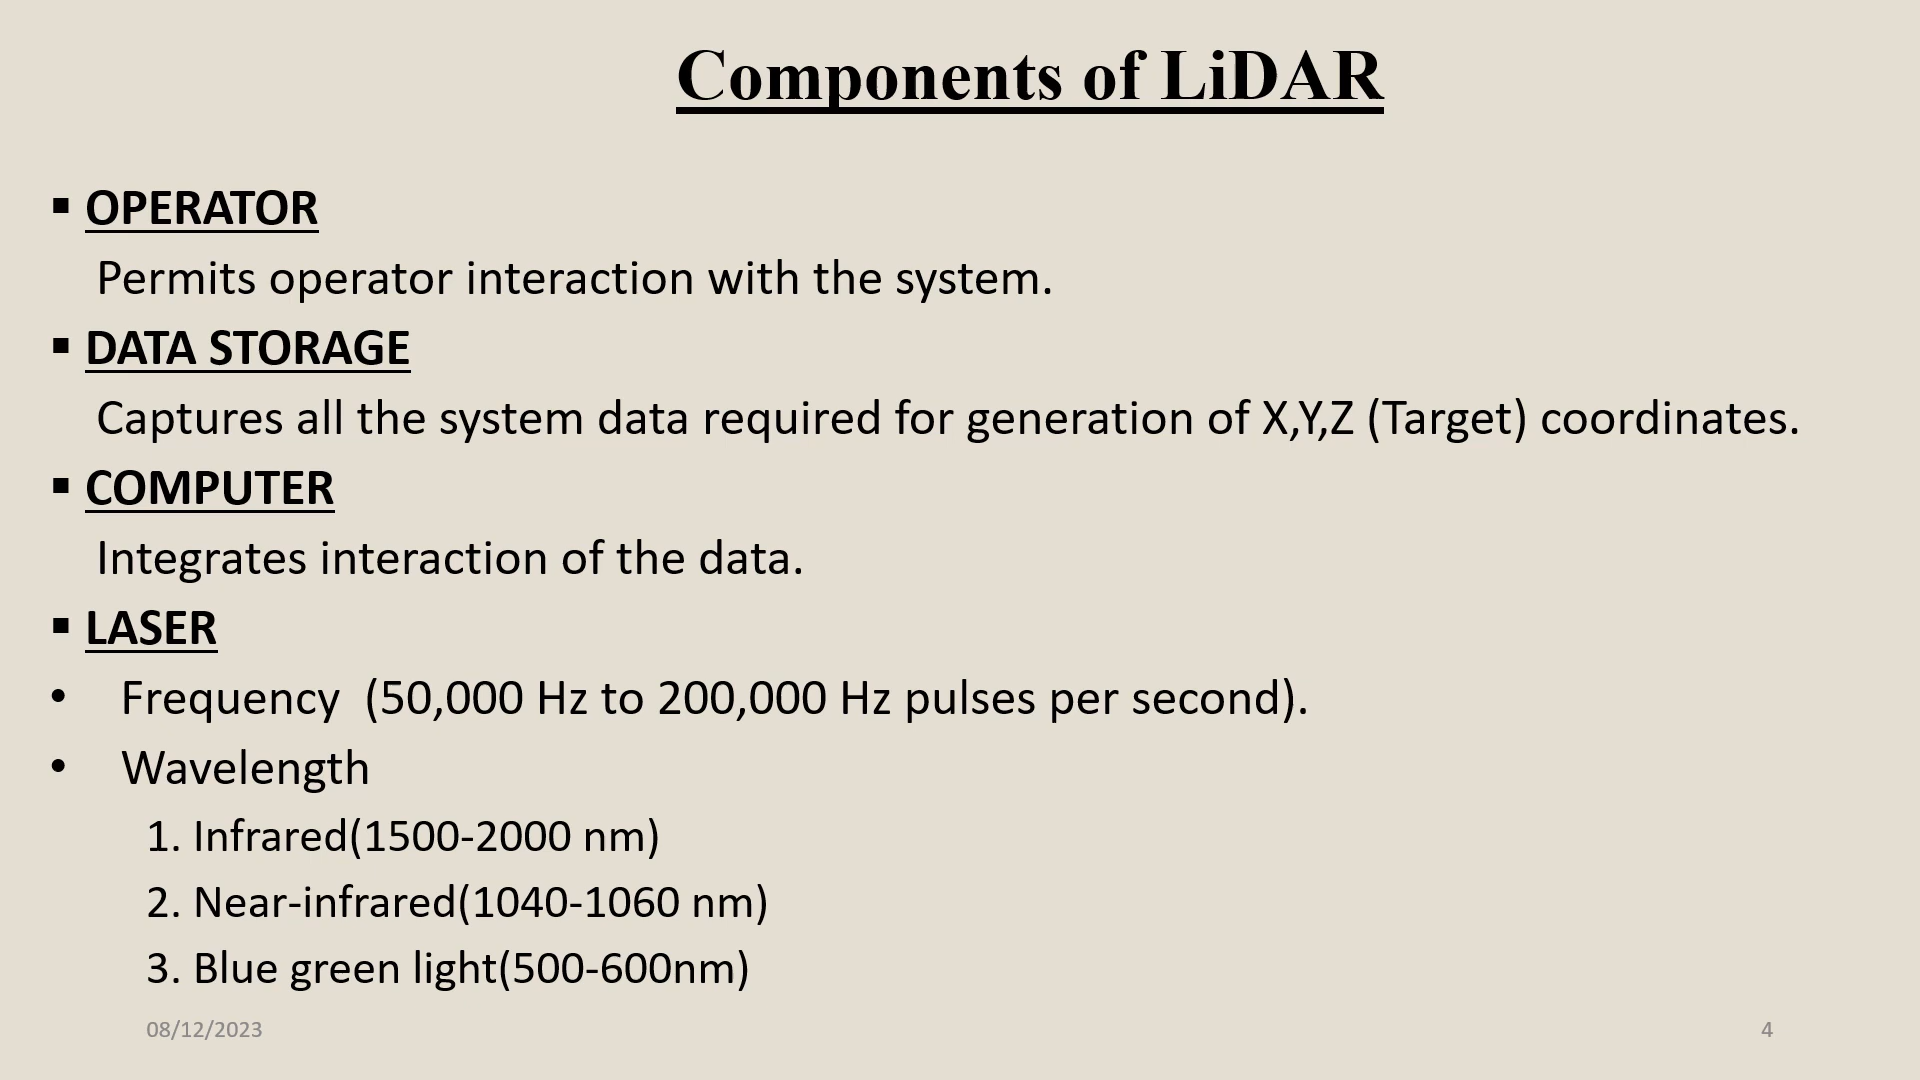 Components of LiDAR
▪ OPERATOR
Permits operator interaction with the system.
▪ DATA STORAGE
Captures all the system data required for generation of X,Y,Z (Target) coordinates.
▪ COMPUTER
Integrates interaction of the data.
▪ LASER
• Frequency  (50,000 Hz to 200,000 Hz pulses per second).
• Wavelength
1. Infrared(1500-2000 nm)
2. Near-infrared(1040-1060 nm)
3. Blue green light(500-600nm)
08/12/2023 4